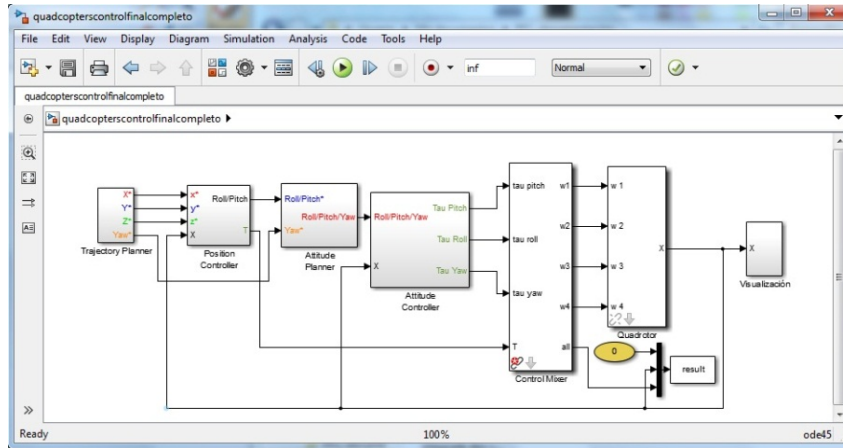 quadcopterscontrolfinalcompleto
File Edit View Display Diagram Simulation Analysis Code Tools Help
inf Normal
quadcopterscontrolfinalcompleto
quadcopterscontrolfinalcompleto
X*
Y*
Z*
Yaw*
Trajectory Planner
x*
y*
z*
X
Roll/Pitch
T
Position
Controller
Roll/Pitch*
Roll/Pitch/Yaw
Yaw*
Attitude
Planner
Roll/Pitch/Yaw
X
Tau Pitch
Tau Roll
Tau Yaw
Attitude
Controller
tau pitch
tau roll
tau yaw
T
w1
w2
w3
w4
all
Control Mixer
w 1
w 2
w 3
w 4
X
Quadrotor
X
Visualización
0
result
Ready 100% ode45